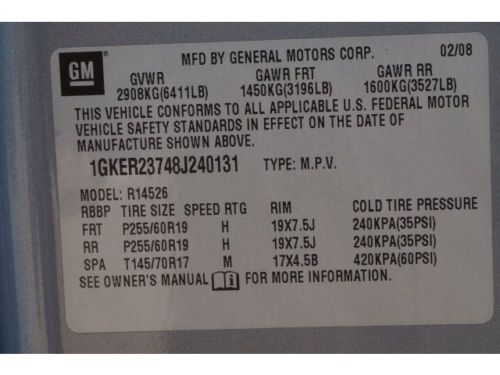 GM
MFD BY GENERAL MOTORS CORP. 02/08
GVWR GAWR FRT GAWR RR
2908KG(6411LB) 1450KG(3196LB) 1600KG(3527LB)
THIS VEHICLE CONFORMS TO ALL APPLICABLE U.S. FEDERAL MOTOR
VEHICLE SAFETY STANDARDS IN EFFECT ON THE DATE OF
MANUFACTURE SHOWN ABOVE.
1GKER23748J240131 TYPE: M.P.V.
MODEL: R14526
RBBP TIRE SIZE SPEED RTG RIM COLD TIRE PRESSURE
FRT P255/60R19 H 19X7.5J 240KPA(35PSI)
RR P255/60R19 H 19X7.5J 240KPA(35PSI)
SPA T145/70R17 M 17X4.5B 420KPA(60PSI)
SEE OWNER'S MANUAL FOR MORE INFORMATION.